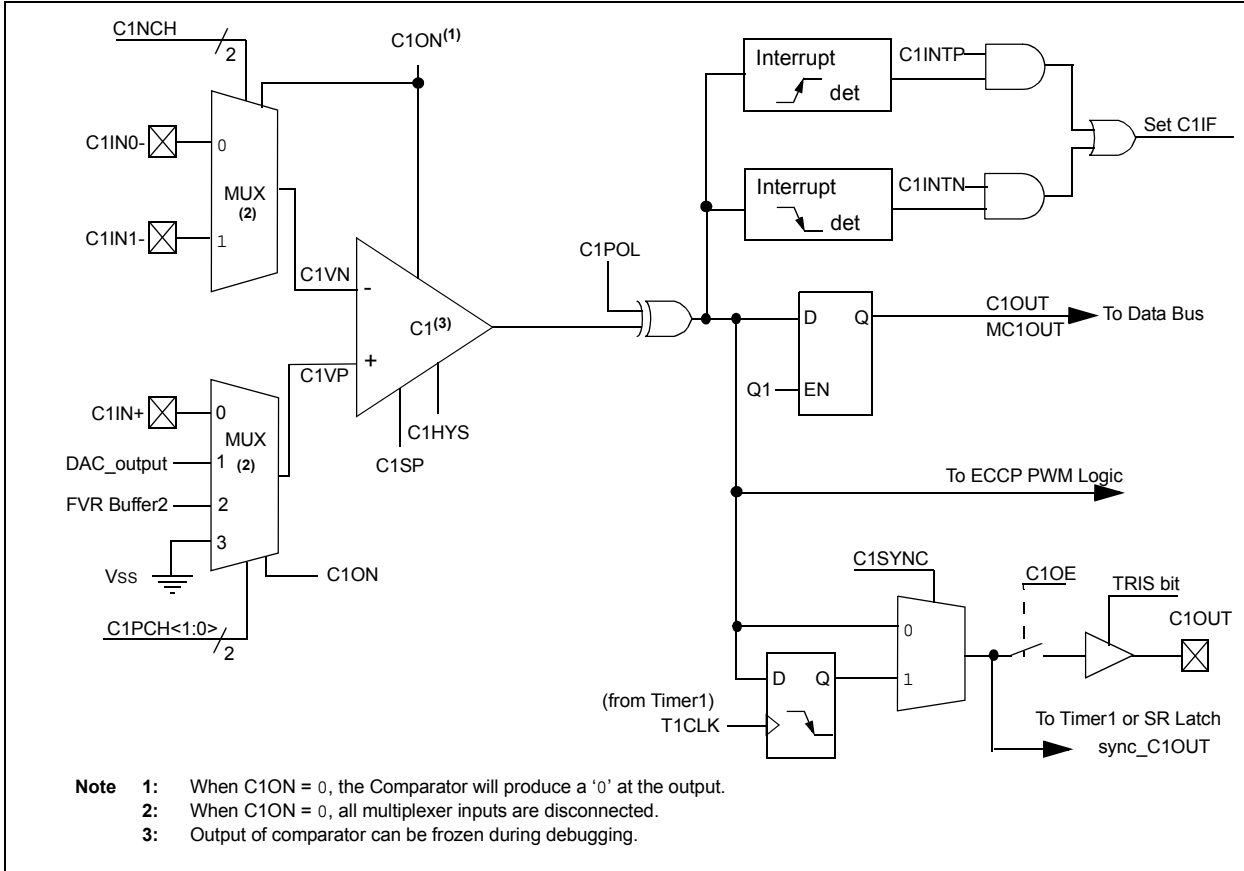 C1NCH
2
C1ON(1)
C1IN0-
0
MUX
(2)
C1IN1-
1
C1VN
-
C1(3)
+
C1VP
C1HYS
C1SP
C1IN+
0
MUX
(2)
DAC_output
1
FVR Buffer2
2
3
Vss
C1ON
C1PCH<1:0>
2
C1POL
Interrupt
det
C1INTP
Interrupt
det
C1INTN
Set C1IF
D Q
Q1
EN
C1OUT
MC1OUT
To Data Bus
To ECCP PWM Logic
C1SYNC
0
1
D Q
(from Timer1)
T1CLK
C1OE
TRIS bit
C1OUT
To Timer1 or SR Latch
sync_C1OUT
Note 1: When C1ON = 0, the Comparator will produce a ‘0’ at the output.
2: When C1ON = 0, all multiplexer inputs are disconnected.
3: Output of comparator can be frozen during debugging.